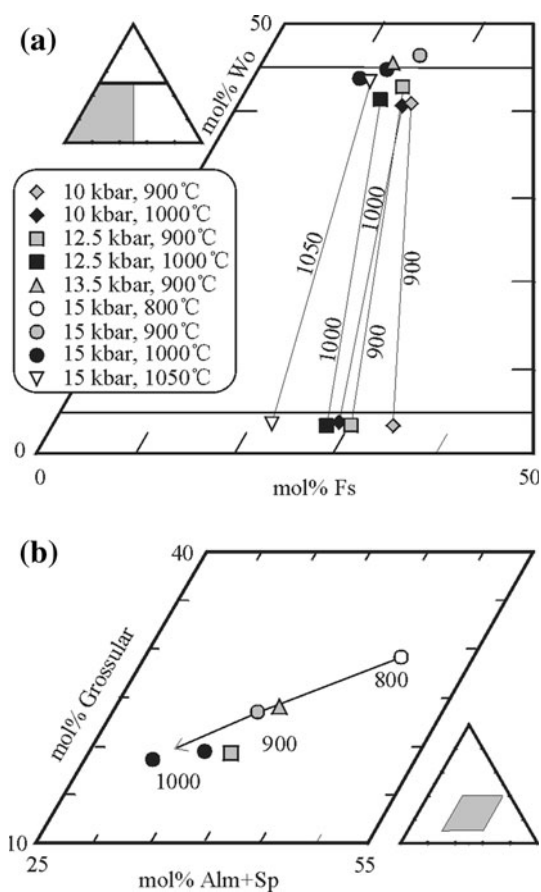 (a)
50
mol% Wo
10 kbar, 900℃
10 kbar, 1000℃
12.5 kbar, 900℃
12.5 kbar, 1000℃
13.5 kbar, 900℃
15 kbar, 800℃
15 kbar, 900℃
15 kbar, 1000℃
15 kbar, 1050℃
1050
1000
1000
900
900
0
0
50
mol% Fs
(b)
40
mol% Grossular
800
900
1000
10
25
55
mol% Alm+Sp